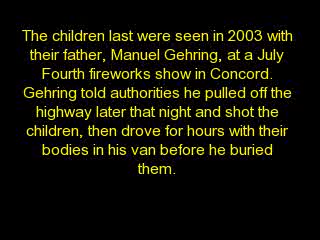 The children last were seen in 2003 with
their father, Manuel Gehring, at a July
Fourth fireworks show in Concord.
Gehring told authorities he pulled off the
highway later that night and shot the
children, then drove for hours with their
bodies in his van before he buried
them.